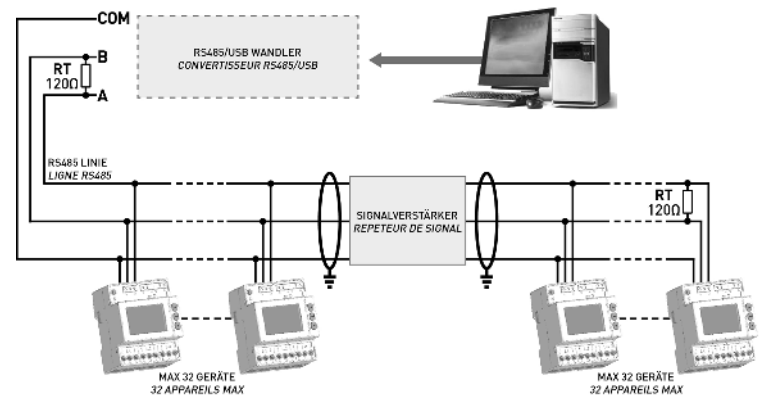 COM
B
RT
120Ω
A
RS485/USB WANDLER
CONVERTISSEUR RS485/USB
RS485 LINIE
LIGNE RS485
SIGNALVERSTÄRKER
REPETEUR DE SIGNAL
RT
120Ω
MAX 32 GERÄTE
32 APPAREILS MAX
MAX 32 GERÄTE
32 APPAREILS MAX